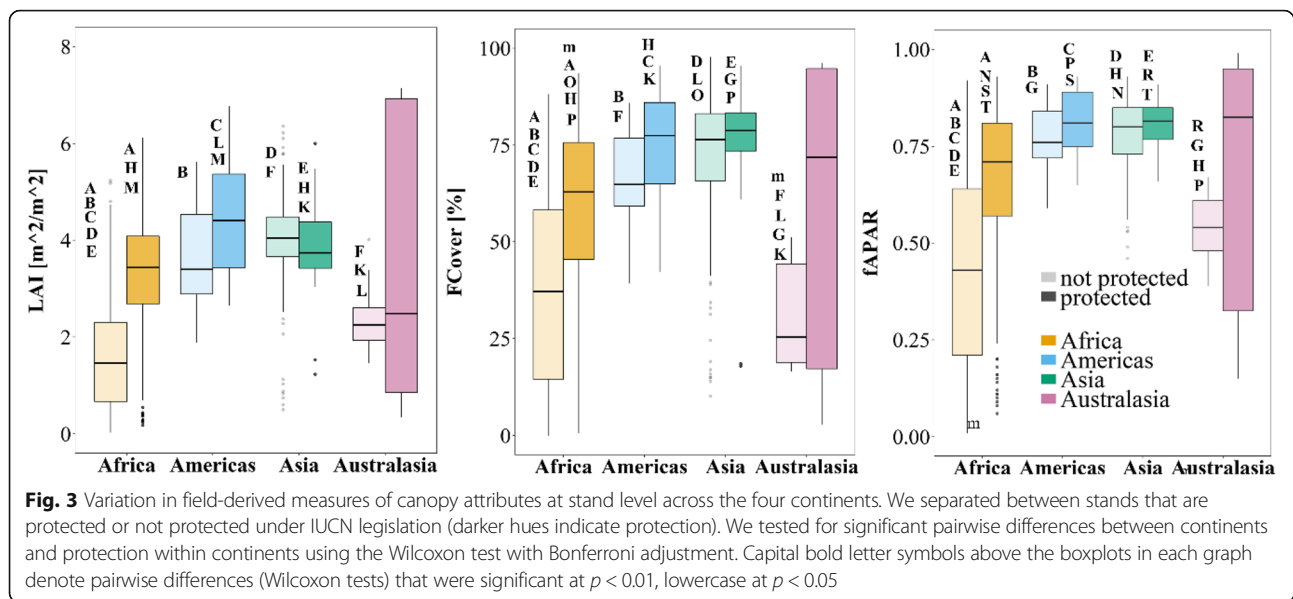 LAI [m^2/m^2]
8
6
4
2
0
A
B
C
D
E
A
H
M
B
C
L
M
D
F
E
H
K
F
K
L
Africa Americas Asia Australasia
FCover [%]
100
75
50
25
0
A
B
C
D
E
m
A
O
H
P
B
F
H
C
K
D
L
O
E
G
P
m
F
L
G
K
Africa Americas Asia Australasia
fAPAR
1.00
0.75
0.50
0.25
0.00
A
B
C
D
E
m
A
N
S
T
B
G
C
P
S
D
H
N
E
R
T
R
G
H
P
not protected
protected
Africa
Americas
Asia
Australasia
Africa Americas Asia Australasia
Fig. 3 Variation in field-derived measures of canopy attributes at stand level across the four continents. We separated between stands that are
protected or not protected under IUCN legislation (darker hues indicate protection). We tested for significant pairwise differences between continents
and protection within continents using the Wilcoxon test with Bonferroni adjustment. Capital bold letter symbols above the boxplots in each graph
denote pairwise differences (Wilcoxon tests) that were significant at p < 0.01, lowercase at p < 0.05